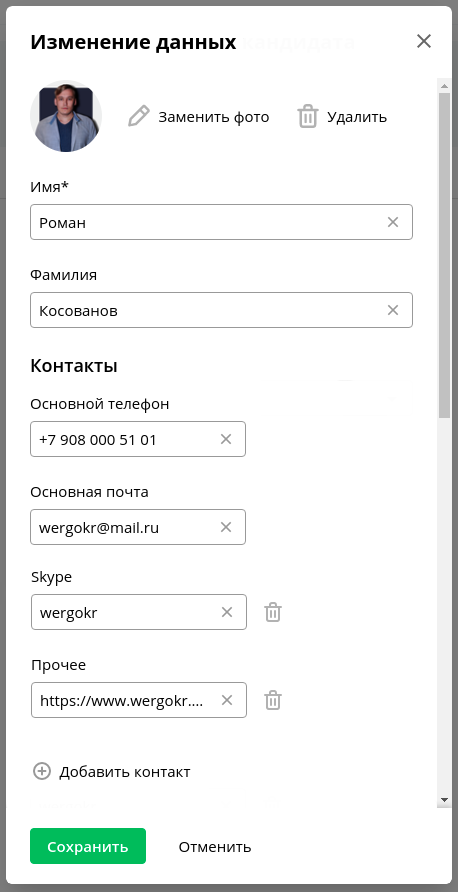 Изменение данных
Заменить фото
Удалить
Имя*
Роман
Фамилия
Косованов
Контакты
Основной телефон
+7 908 000 51 01
Основная почта
wergokr@mail.ru
Skype
wergokr
Прочее
https://www.wergokr....
Добавить контакт
Сохранить
Отменить